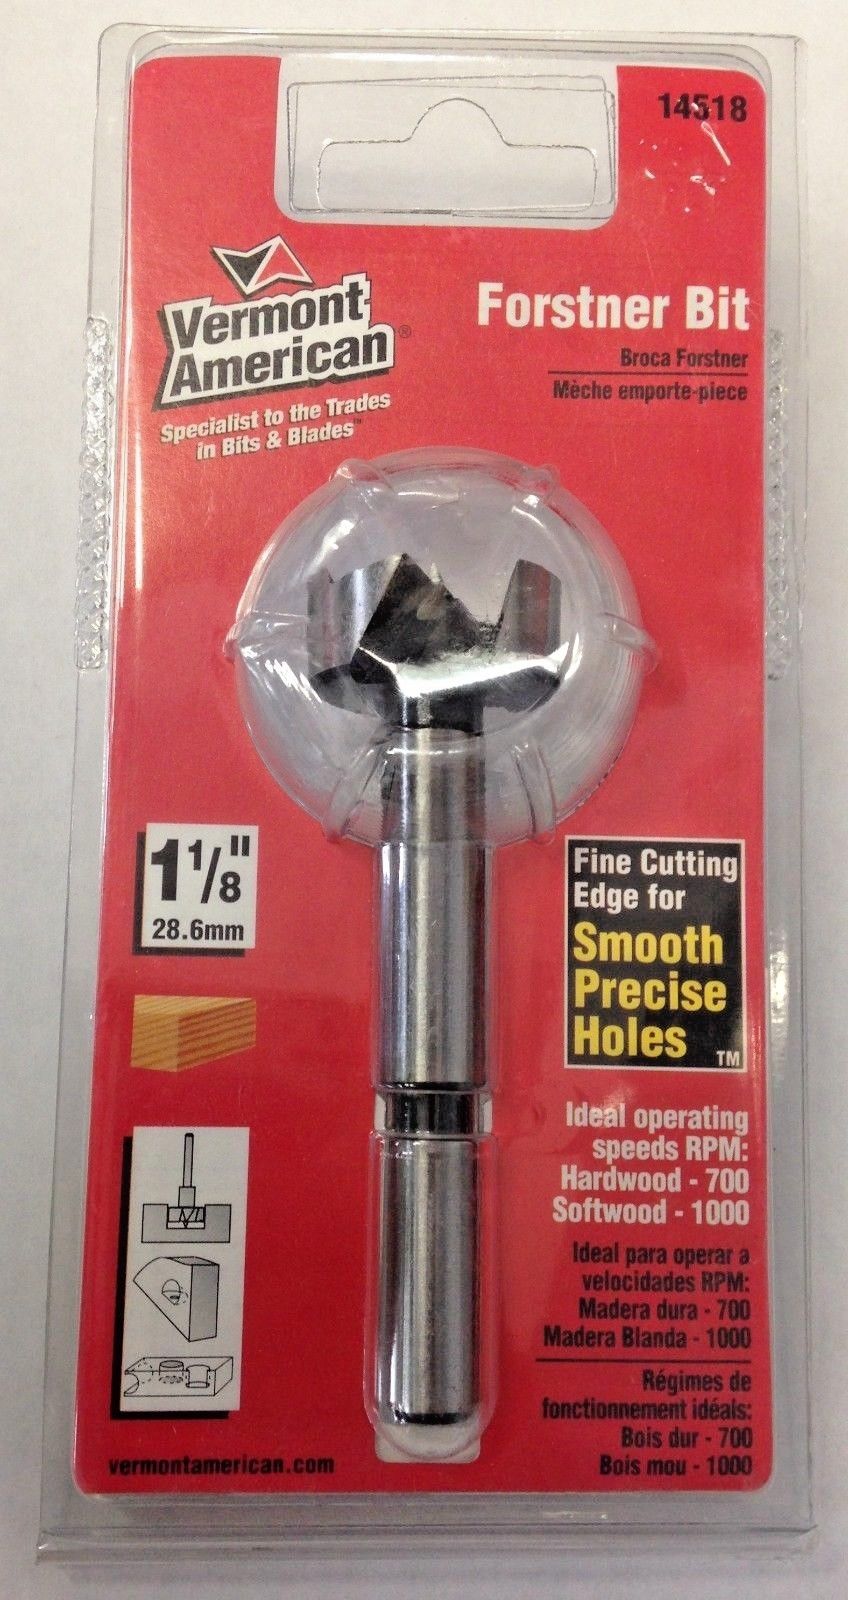 14518
Vermont
American®
Specialist to the Trades
in Bits & Blades™
Forstner Bit
Broca Forstner
Mèche emporte-piece
1 1/8"
28.6mm
Fine Cutting
Edge for
Smooth
Precise
Holes TM
Ideal operating
speeds RPM:
Hardwood - 700
Softwood - 1000
Ideal para operar a
velocidades RPM:
Madera dura - 700
Madera Blanda - 1000
Régimes de
fonctionnement idéals:
Bois dur - 700
Bois mou - 1000
vermontamerican.com